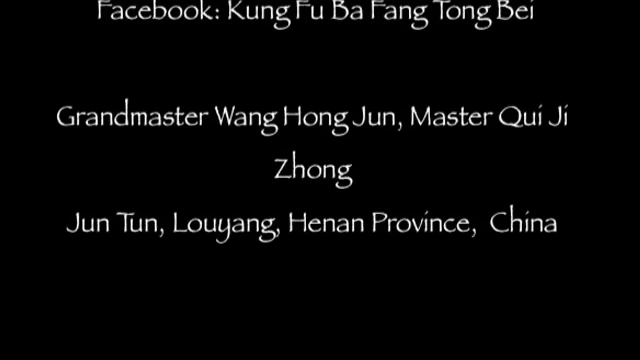 Facebook: Kung Fu Ba Fang Tong Bei
Grandmaster Wang Hong Jun, Master Qui Ji
Zhong
Jun Tun, Louyang, Henan Province, China